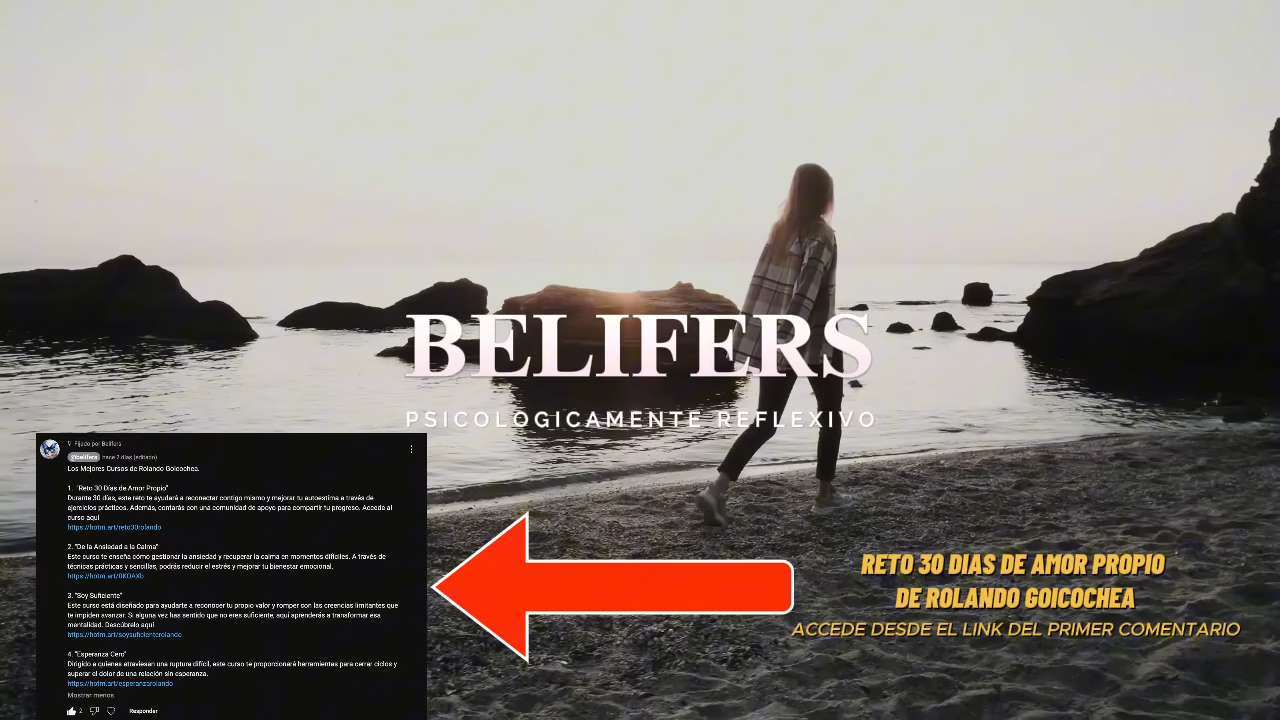 BELIFERS
PSICOLOGICAMENTE REFLEXIVO
Fijado por Belifers
@belifers hace 2 días (editado)
Los Mejores Cursos de Rolando Goicochea.
1. "Reto 30 Días de Amor Propio"
Durante 30 días, este reto te ayudará a reconectar contigo mismo y mejorar tu autoestima a través de
ejercicios prácticos. Además, contarás con una comunidad de apoyo para compartir tu progreso. Accede al
curso aquí
https://hotm.art/reto30rolando
2. "De la Ansiedad a la Calma"
Este curso te enseña cómo gestionar la ansiedad y recuperar la calma en momentos difíciles. A través de
técnicas prácticas y sencillas, podrás reducir el estrés y mejorar tu bienestar emocional.
https://hotm.art/0KOAXb
3. "Soy Suficiente"
Este curso está diseñado para ayudarte a reconocer tu propio valor y romper con las creencias limitantes que
te impiden avanzar. Si alguna vez has sentido que no eres suficiente, aquí aprenderás a transformar esa
mentalidad. Descúbrelo aquí
https://hotm.art/soysuficienterolando
4. "Esperanza Cero"
Dirigido a quienes atraviesan una ruptura difícil, este curso te proporcionará herramientas para cerrar ciclos y
superar el dolor de una relación sin esperanza.
https://hotm.art/esperanzarolando
Mostrar menos
2 Responder
RETO 30 DIAS DE AMOR PROPIO
DE ROLANDO GOICOCHEA
ACCEDE DESDE EL LINK DEL PRIMER COMENTARIO